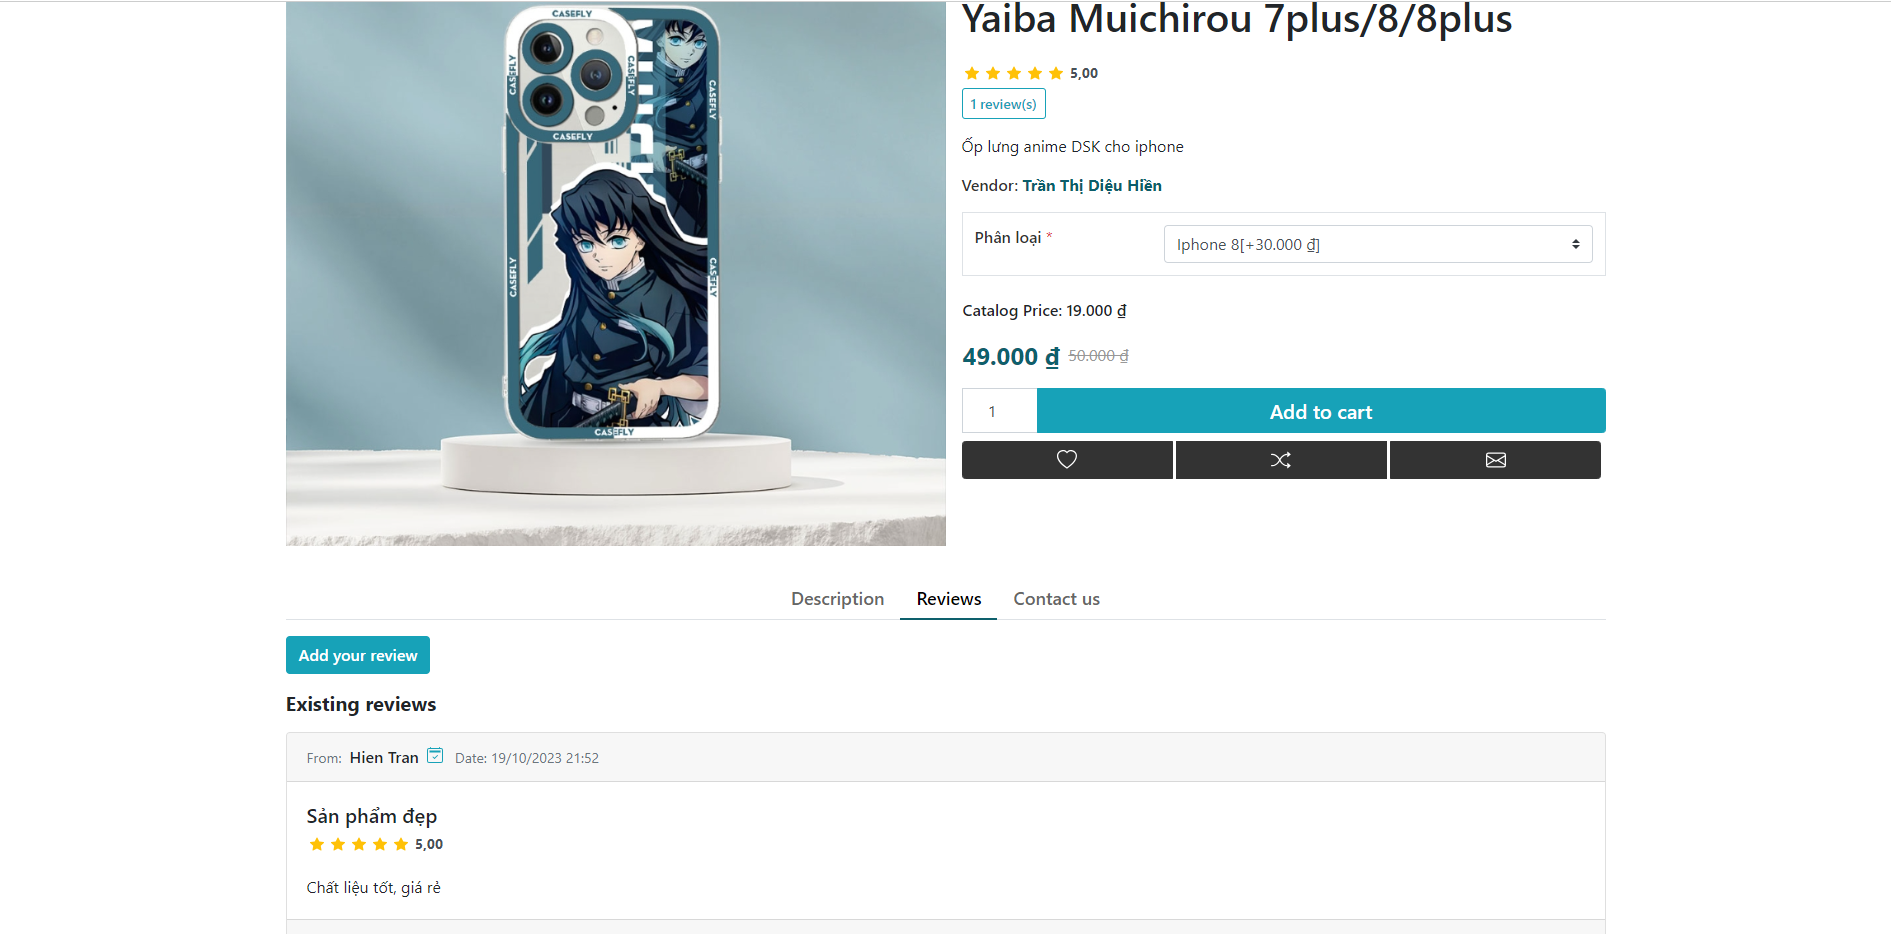 CASEFLY
CASEFLY
CASEFLY
CASEFLY
CASEFLY
CASEFLY
CASEFLY
CASEFLY
Yaiba Muichirou 7plus/8/8plus
5,00
1 review(s)
Ốp lưng anime DSK cho iphone
Vendor: Trần Thị Diệu Hiền
Phân loại *
Iphone 8[+30.000 ₫]
Catalog Price: 19.000 ₫
49.000 ₫ 50.000 ₫
1
Add to cart
Description Reviews Contact us
Add your review
Existing reviews
From: Hien Tran Date: 19/10/2023 21:52
Sản phẩm đẹp
5,00
Chất liệu tốt, giá rẻ